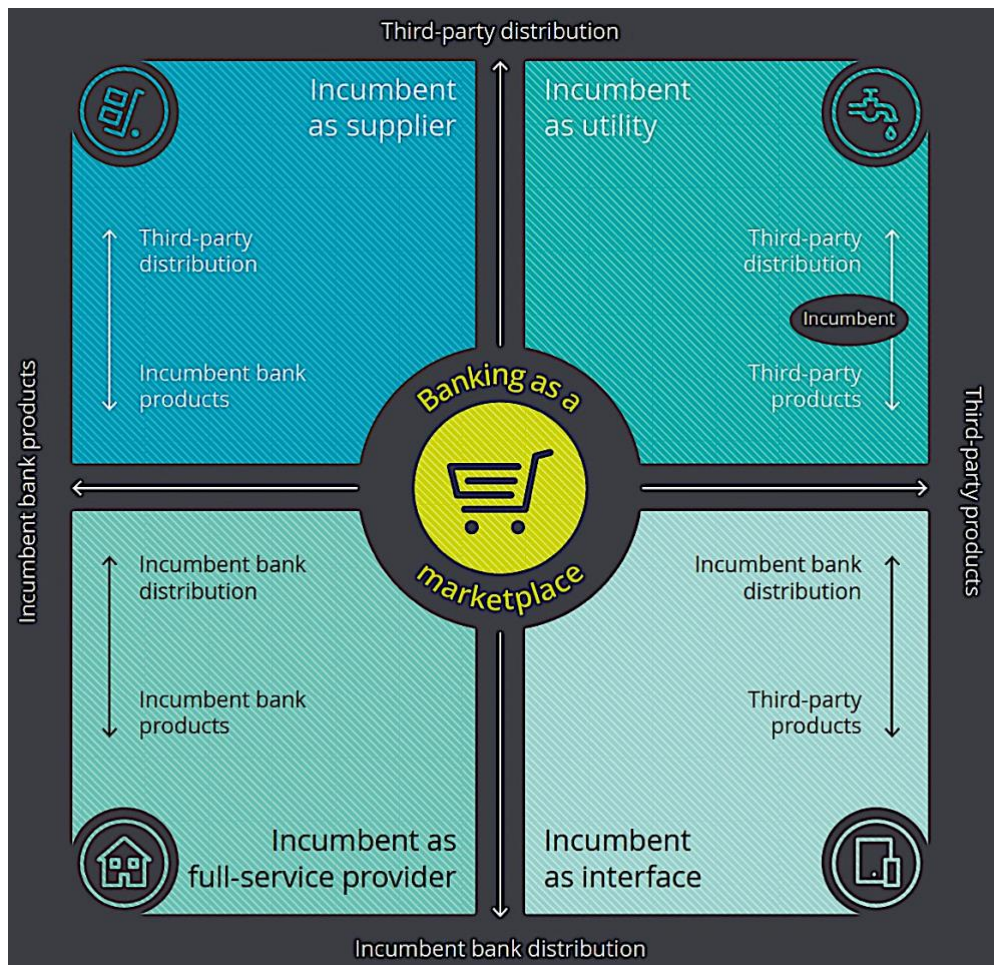 Third-party distribution
Incumbent
as supplier
Third-party
distribution
Incumbent bank
products
Incumbent
as utility
Third-party
distribution
Incumbent
Third-party
products
Incumbent bank products
Banking as a
marketplace
Third-party products
Incumbent bank
distribution
Incumbent bank
products
Incumbent as
full-service provider
Incumbent bank
distribution
Third-party
products
Incumbent
as interface
Incumbent bank distribution